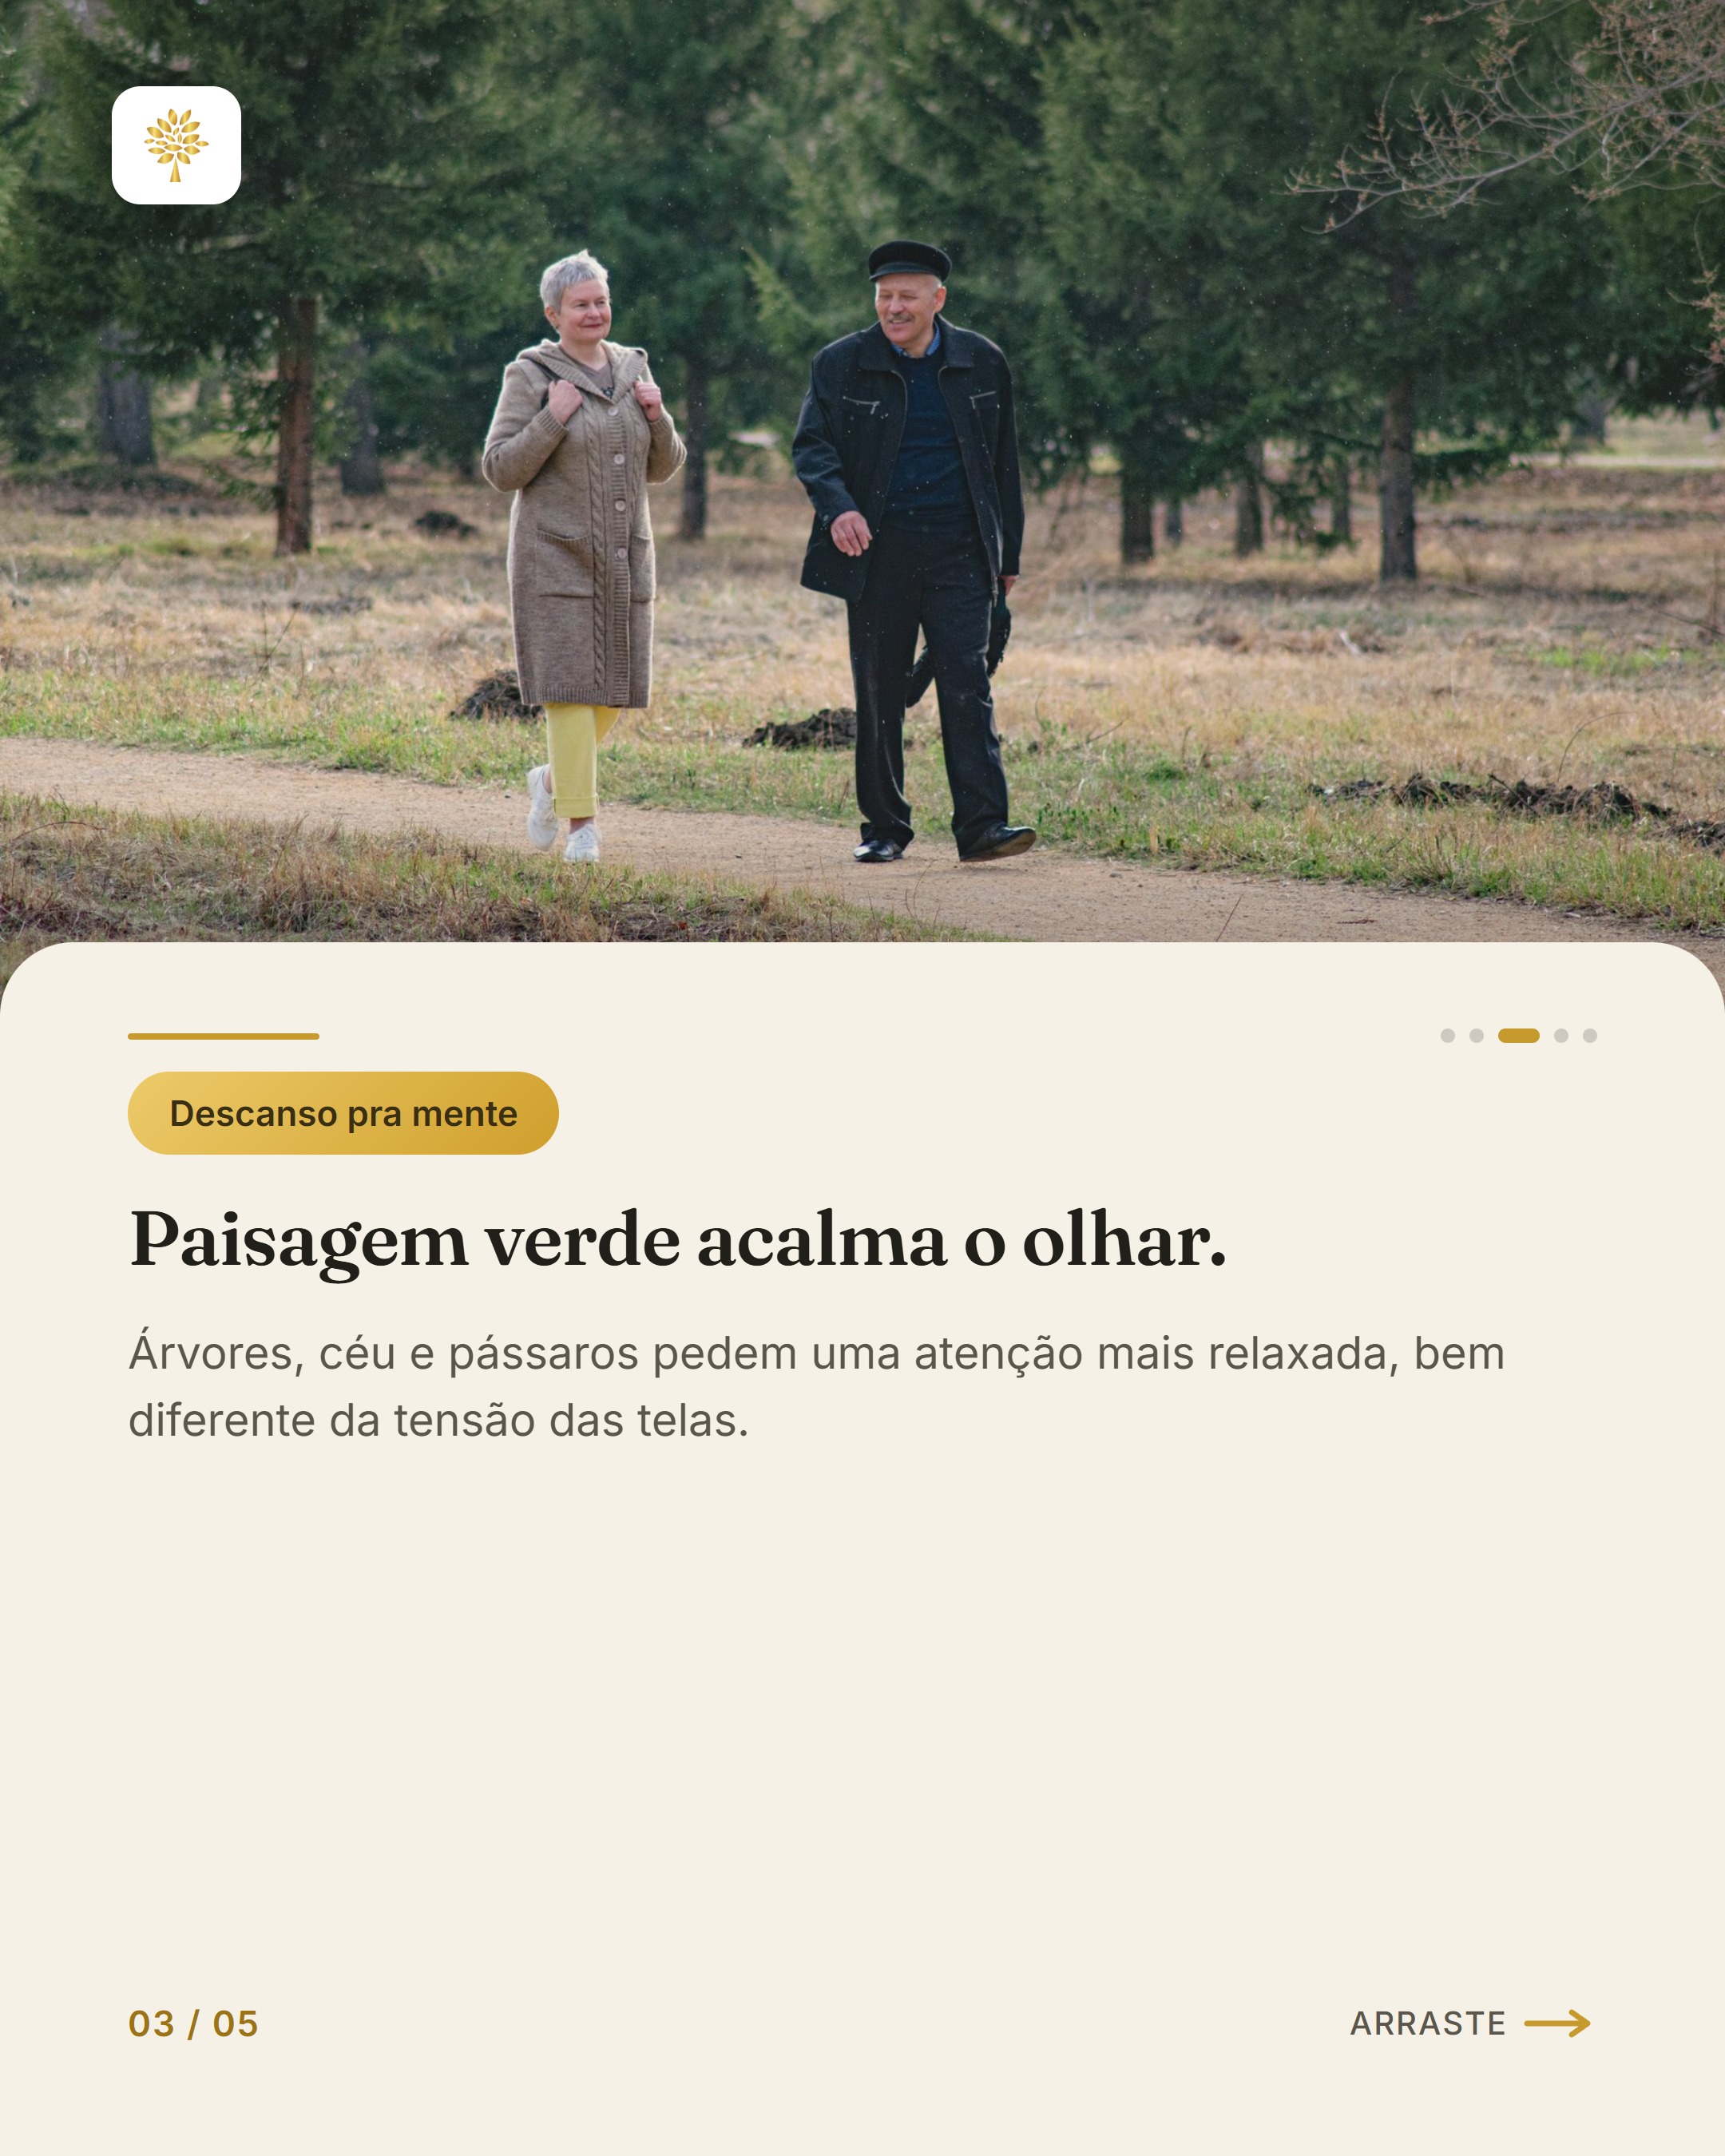 Descanso pra mente
Paisagem verde acalma o olhar.
Árvores, céu e pássaros pedem uma atenção mais relaxada, bem
diferente da tensão das telas.
03 / 05
ARRASTE